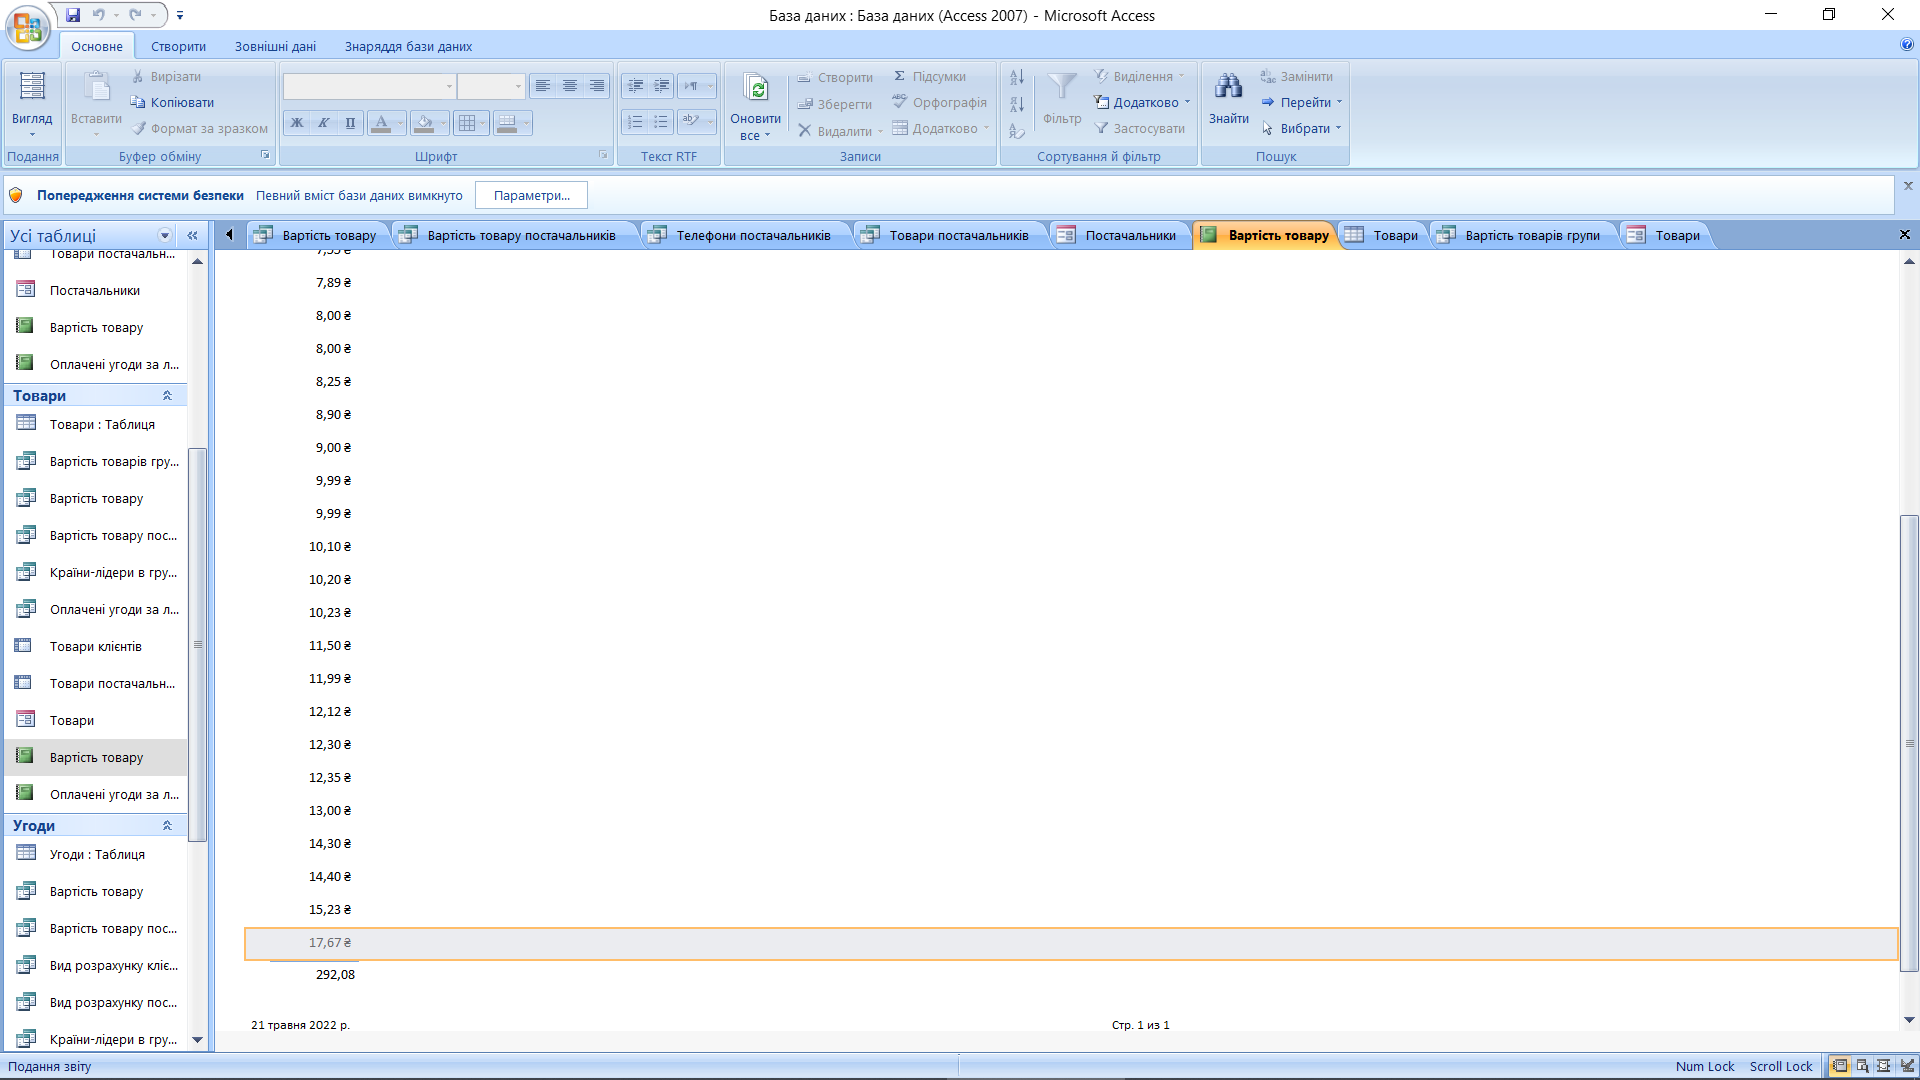 База даних : База даних (Access 2007) - Microsoft Access
Основне Створити Зовнішні дані Знаряддя бази даних
Вигляд
Подання
Вставити
Вирізати
Копіювати
Формат за зразком
Буфер обміну
Ж К П
Шрифт
Текст RTF
Оновити все
Створити
Зберегти
Видалити
Підсумки
Орфографія
Додатково
Записи
Фільтр
Виділення
Додатково
Застосувати
Сортування й фільтр
Знайти
Замінити
Перейти
Вибрати
Пошук
Попередження системи безпеки Певний вміст бази даних вимкнуто Параметри...
Усі таблиці
Товари постачальн...
Постачальники
Вартість товару
Оплачені угоди за л...
Товари
Товари : Таблиця
Вартість товарів гру...
Вартість товару
Вартість товару пос...
Країни-лідери в гру...
Оплачені угоди за л...
Товари клієнтів
Товари постачальн...
Товари
Вартість товару
Оплачені угоди за л...
Угоди
Угоди : Таблиця
Вартість товару
Вартість товару пос...
Вид розрахунку кліє...
Вид розрахунку пос...
Країни-лідери в гру...
Вартість товару Вартість товару постачальників Телефони постачальників Товари постачальників Постачальники Вартість товару Товари Вартість товарів групи Товари
7,89 ₴
8,00 ₴
8,00 ₴
8,25 ₴
8,90 ₴
9,00 ₴
9,99 ₴
9,99 ₴
10,10 ₴
10,20 ₴
10,23 ₴
11,50 ₴
11,99 ₴
12,12 ₴
12,30 ₴
12,35 ₴
13,00 ₴
14,30 ₴
14,40 ₴
15,23 ₴
17,67 ₴
292,08
21 травня 2022 р. Стр. 1 из 1
Подання звіту Num Lock Scroll Lock